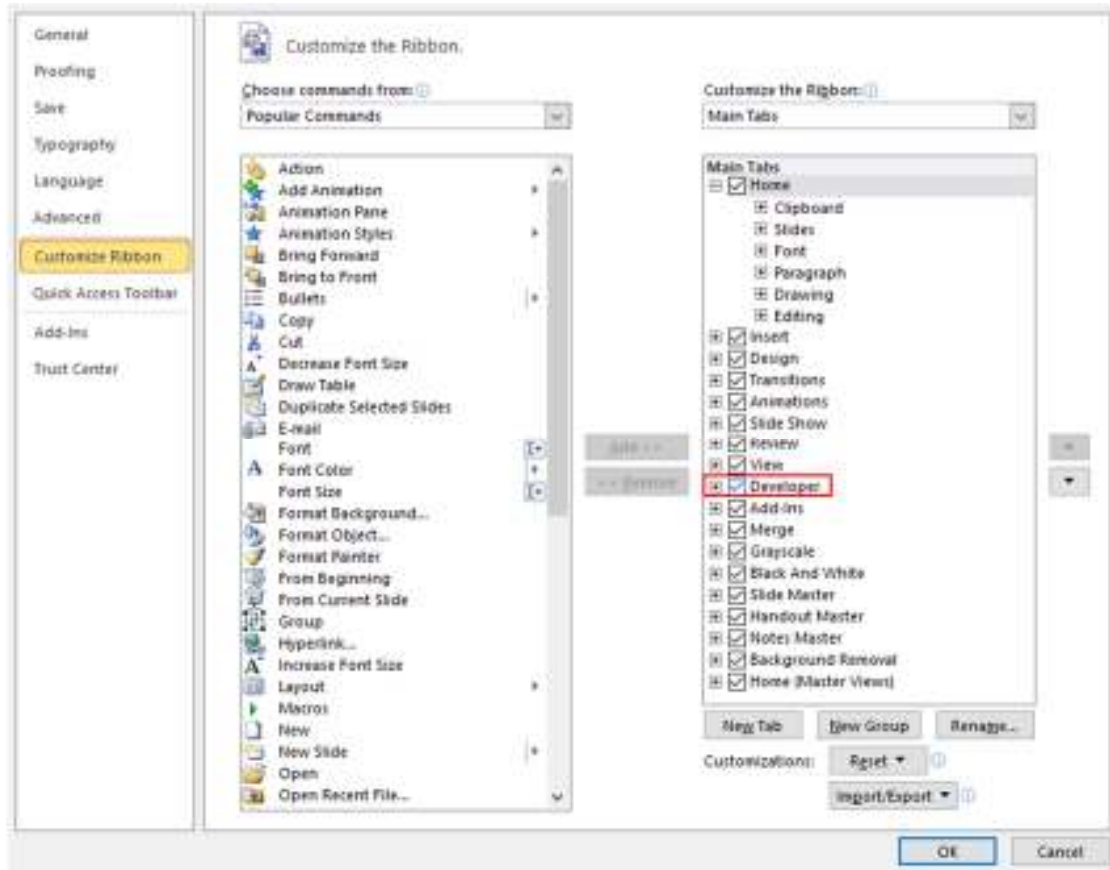 General
Proofing
Save
Typography
Language
Advanced
Customize Ribbon
Quick Access Toolbar
Add-Ins
Trust Center
Customize the Ribbon.
Choose commands from:
Popular Commands
Action
Add Animation
Animation Pane
Animation Styles
Bring Forward
Bring to Front
Bullets
Copy
Cut
Decrease Font Size
Draw Table
Duplicate Selected Slides
E-mail
Font
Font Color
Font Size
Format Background...
Format Object...
Format Painter
From Beginning
From Current Slide
Group
Hyperlink...
Increase Font Size
Layout
Macros
New
New Slide
Open
Open Recent File...
Add >>
<< Remove
Customize the Ribbon:
Main Tabs
Main Tabs
Home
Clipboard
Slides
Font
Paragraph
Drawing
Editing
Insert
Design
Transitions
Animations
Slide Show
Review
View
Developer
Add-Ins
Merge
Grayscale
Black And White
Slide Master
Handout Master
Notes Master
Background Removal
Home (Master Views)
New Tab
New Group
Rename...
Customizations:
Reset
Import/Export
OK
Cancel